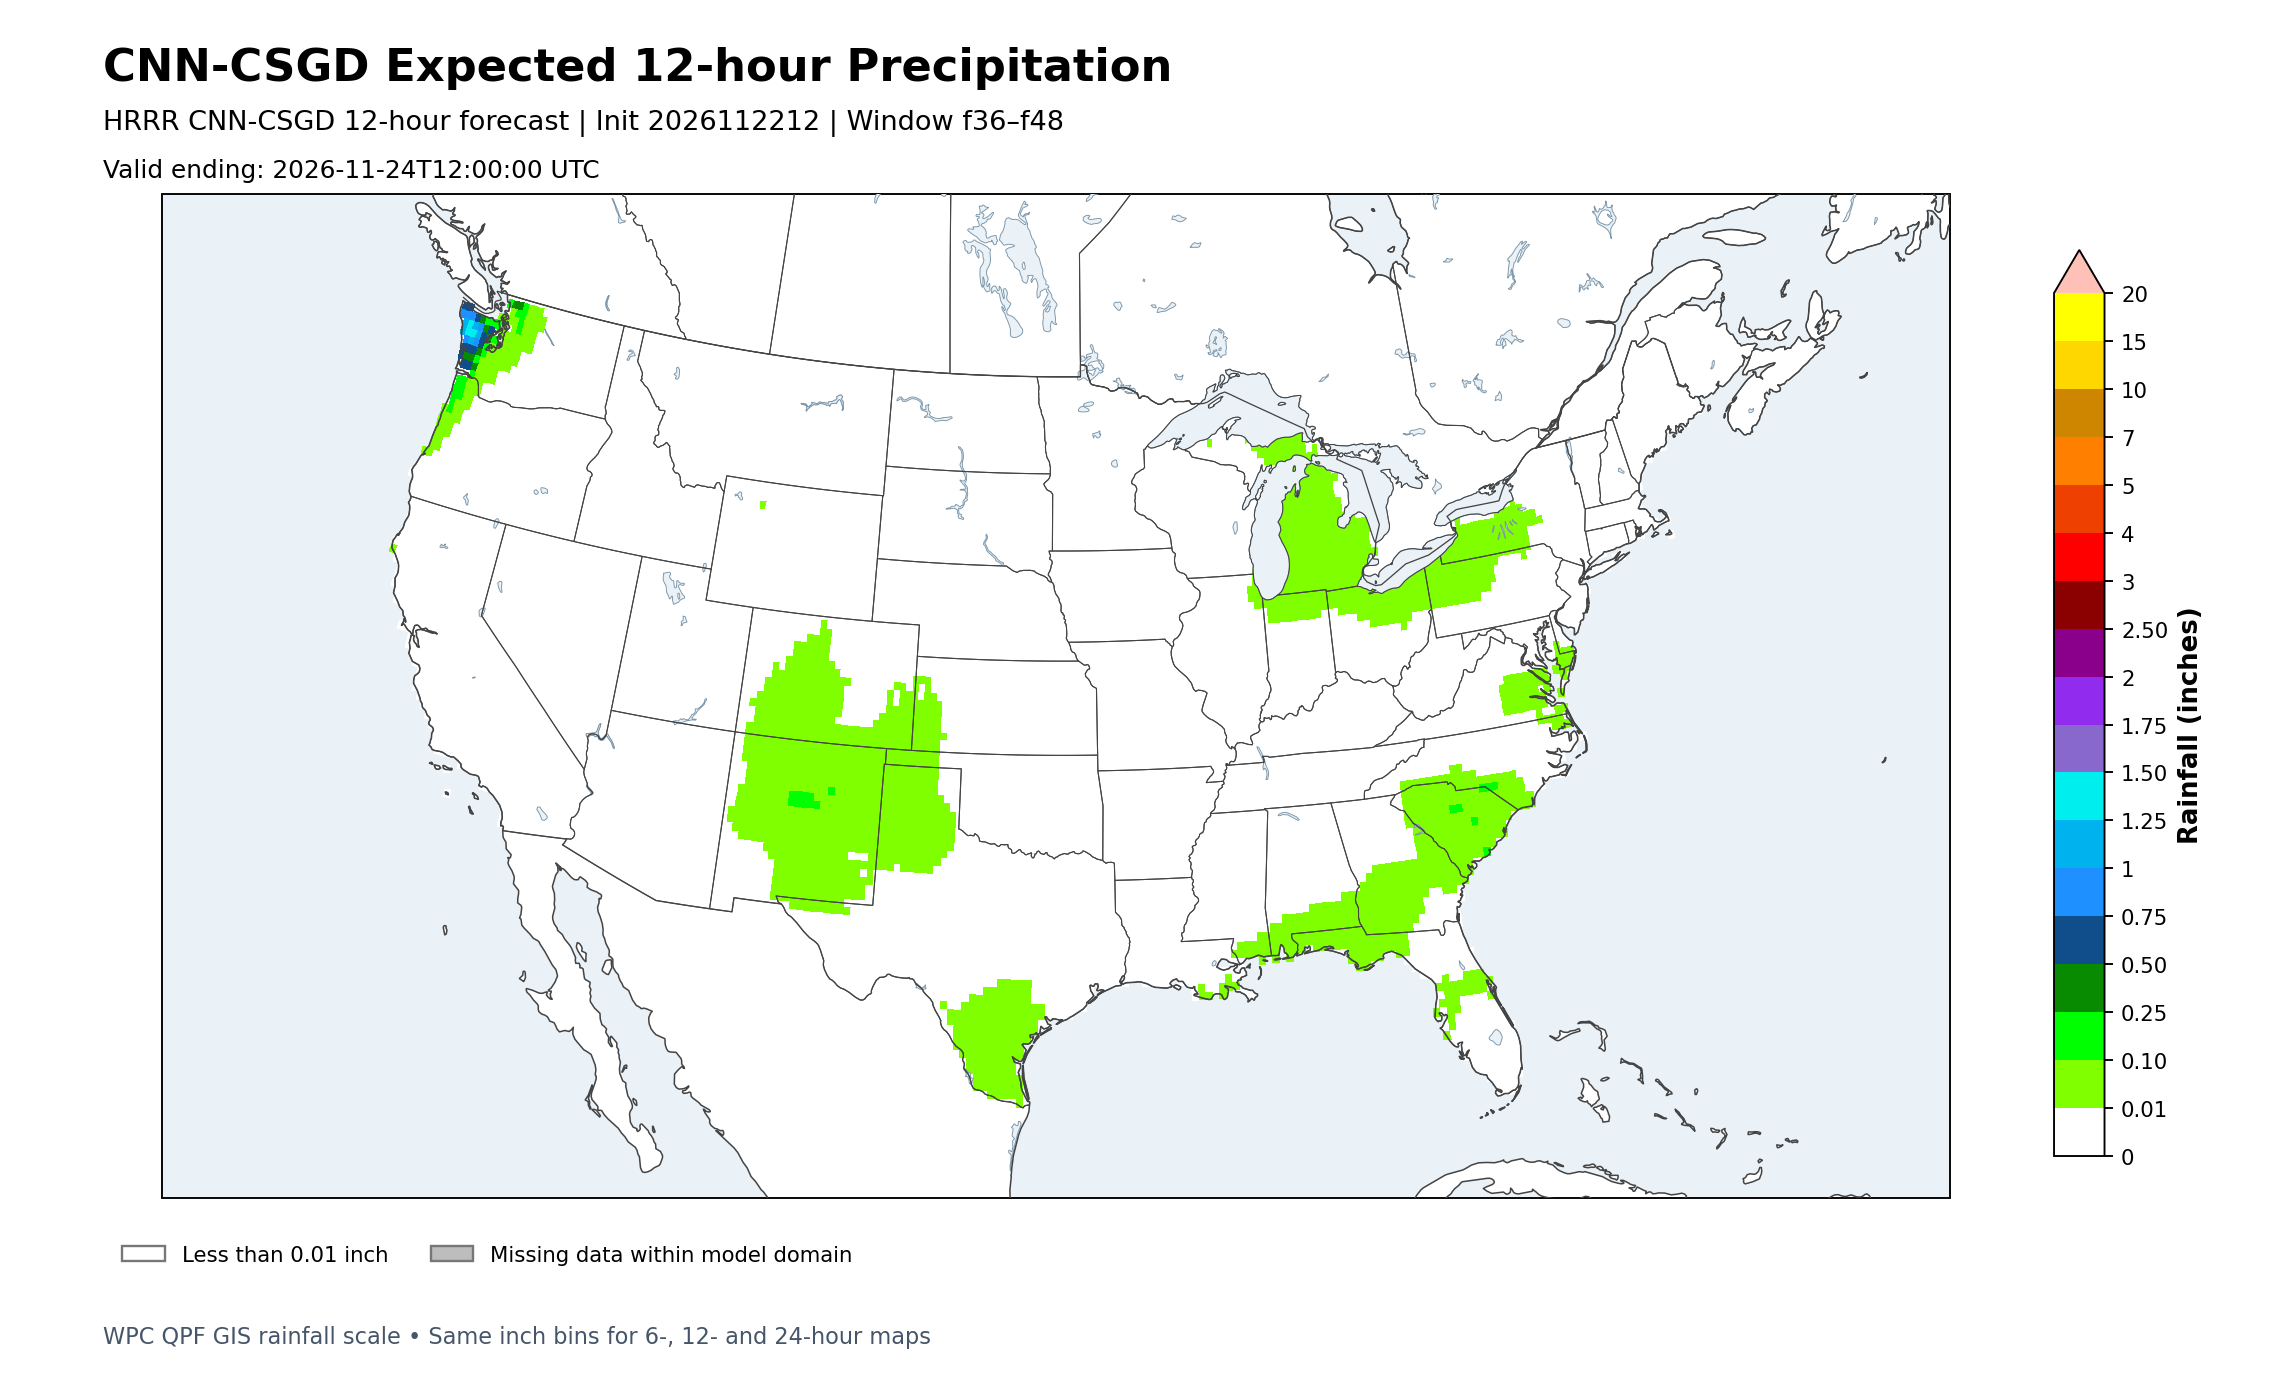 CNN-CSGD Expected 12-hour Precipitation
HRRR CNN-CSGD 12-hour forecast | Init 2026112212 | Window f36–f48
Valid ending: 2026-11-24T12:00:00 UTC
20
15
10
7
5
4
3
2.50
2
1.75
1.50
1.25
1
0.75
0.50
0.25
0.10
0.01
0
Rainfall (inches)
Less than 0.01 inch
Missing data within model domain
WPC QPF GIS rainfall scale • Same inch bins for 6-, 12- and 24-hour maps